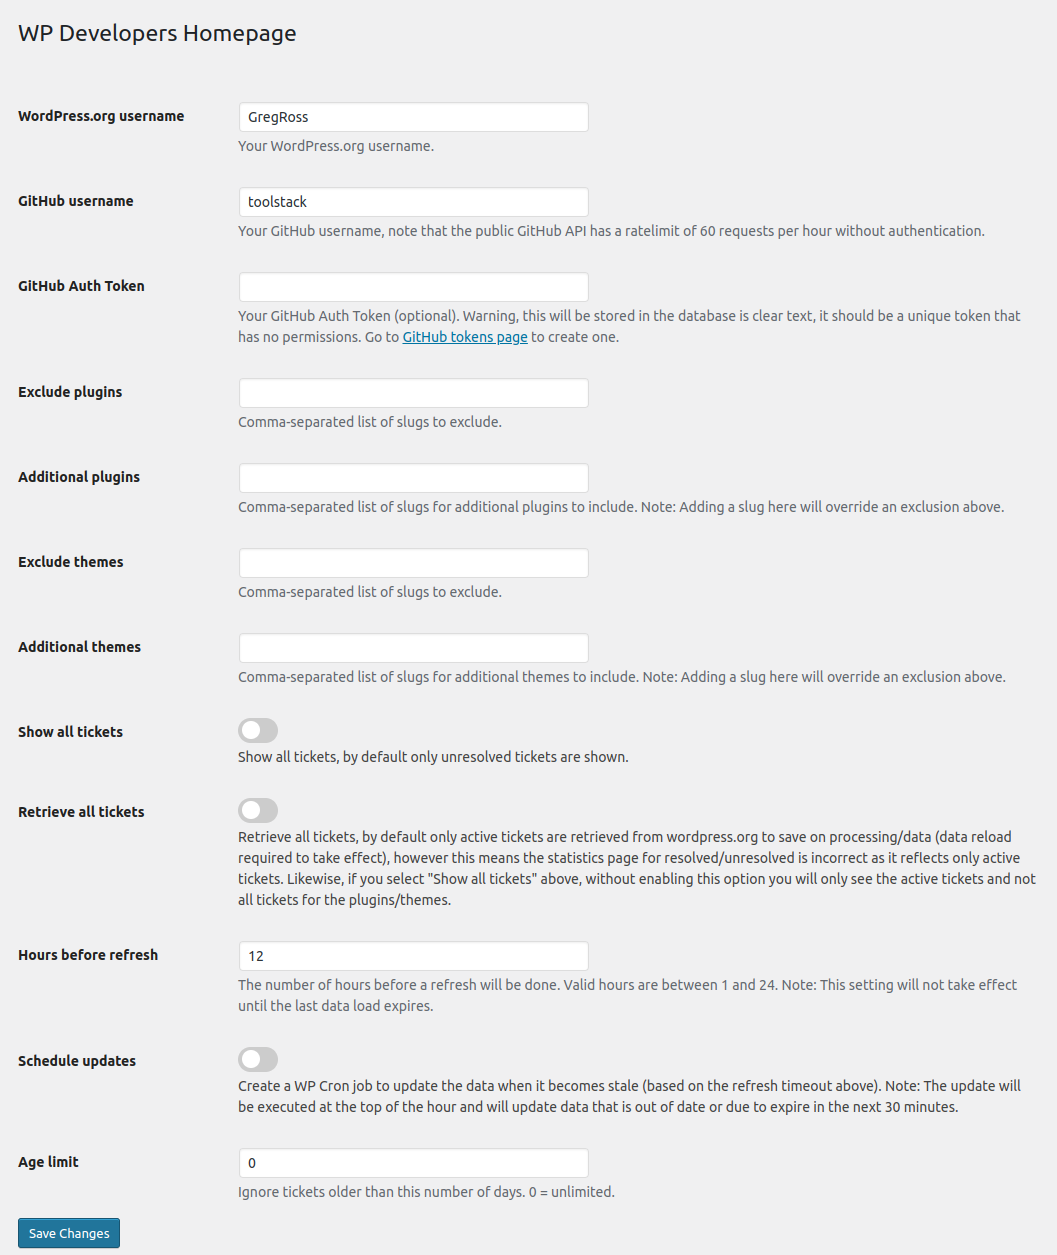 WP Developers Homepage
WordPress.org username
GregRoss
Your WordPress.org username.
GitHub username
toolstack
Your GitHub username, note that the public GitHub API has a ratelimit of 60 requests per hour without authentication.
GitHub Auth Token
Your GitHub Auth Token (optional). Warning, this will be stored in the database is clear text, it should be a unique token that
has no permissions. Go to GitHub tokens page to create one.
Exclude plugins
Comma-separated list of slugs to exclude.
Additional plugins
Comma-separated list of slugs for additional plugins to include. Note: Adding a slug here will override an exclusion above.
Exclude themes
Comma-separated list of slugs to exclude.
Additional themes
Comma-separated list of slugs for additional themes to include. Note: Adding a slug here will override an exclusion above.
Show all tickets
Show all tickets, by default only unresolved tickets are shown.
Retrieve all tickets
Retrieve all tickets, by default only active tickets are retrieved from wordpress.org to save on processing/data (data reload
required to take effect), however this means the statistics page for resolved/unresolved is incorrect as it reflects only active
tickets. Likewise, if you select "Show all tickets" above, without enabling this option you will only see the active tickets and not
all tickets for the plugins/themes.
Hours before refresh
12
The number of hours before a refresh will be done. Valid hours are between 1 and 24. Note: This setting will not take effect
until the last data load expires.
Schedule updates
Create a WP Cron job to update the data when it becomes stale (based on the refresh timeout above). Note: The update will
be executed at the top of the hour and will update data that is out of date or due to expire in the next 30 minutes.
Age limit
0
Ignore tickets older than this number of days. 0 = unlimited.
Save Changes